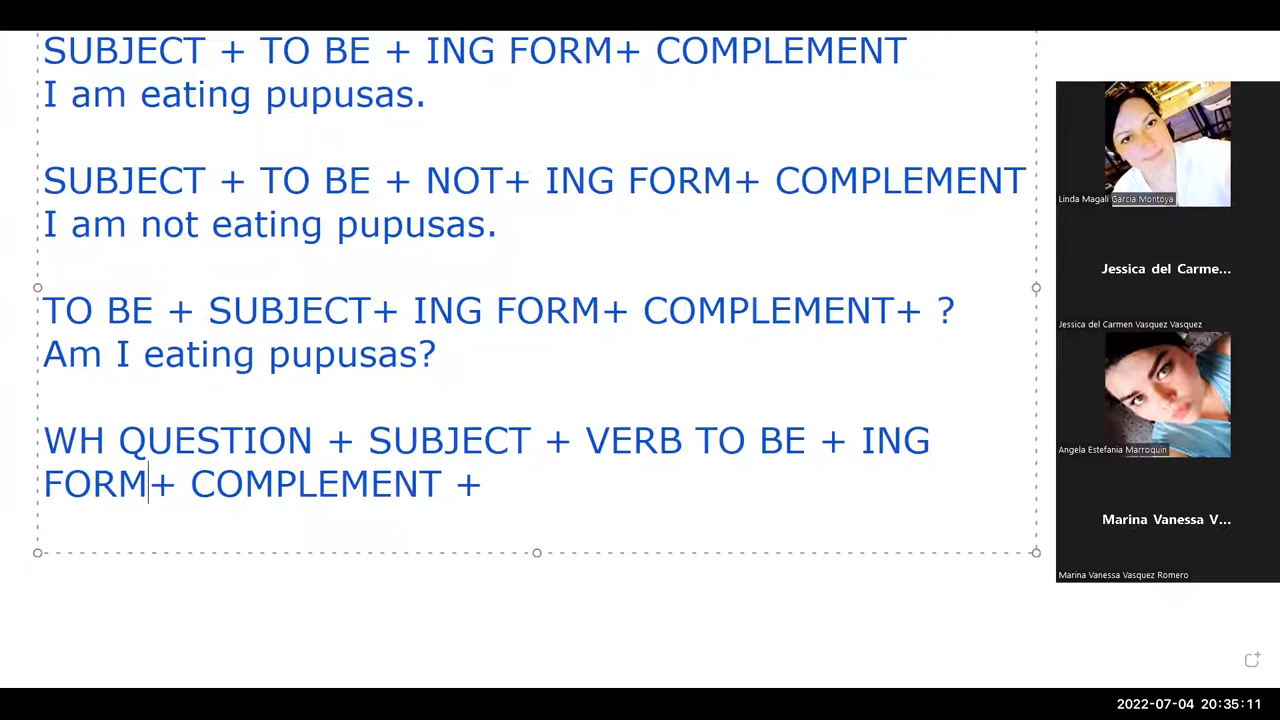 SUBJECT + TO BE + ING FORM+ COMPLEMENT
I am eating pupusas.
SUBJECT + TO BE + NOT+ ING FORM+ COMPLEMENT
I am not eating pupusas.
TO BE + SUBJECT+ ING FORM+ COMPLEMENT+ ?
Am I eating pupusas?
WH QUESTION + SUBJECT + VERB TO BE + ING
FORM+ COMPLEMENT +
Linda Magali Garcia Montoya
Jessica del Carme...
Jessica del Carmen Vasquez Vasquez
Angela Estefania Marroquin
Marina Vanessa V...
Marina Vanessa Vasquez Romero
2022-07-04 20:35:11